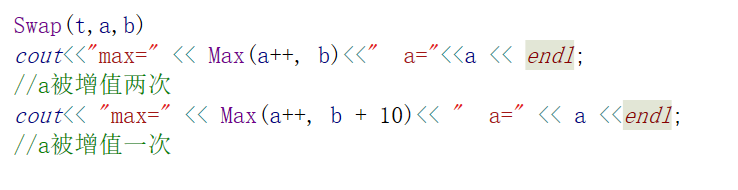 Swap(t,a,b)
cout<<"max=" << Max(a++, b)<<"  a="<<a << endl;
//a被增值两次
cout<< "max=" << Max(a++, b + 10)<< "  a=" << a <<endl;
//a被增值一次